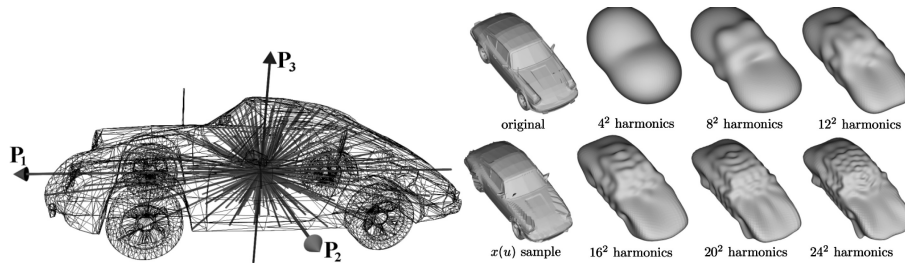 P₃
P₁
P₂
original
4² harmonics
8² harmonics
12² harmonics
x(u) sample
16² harmonics
20² harmonics
24² harmonics